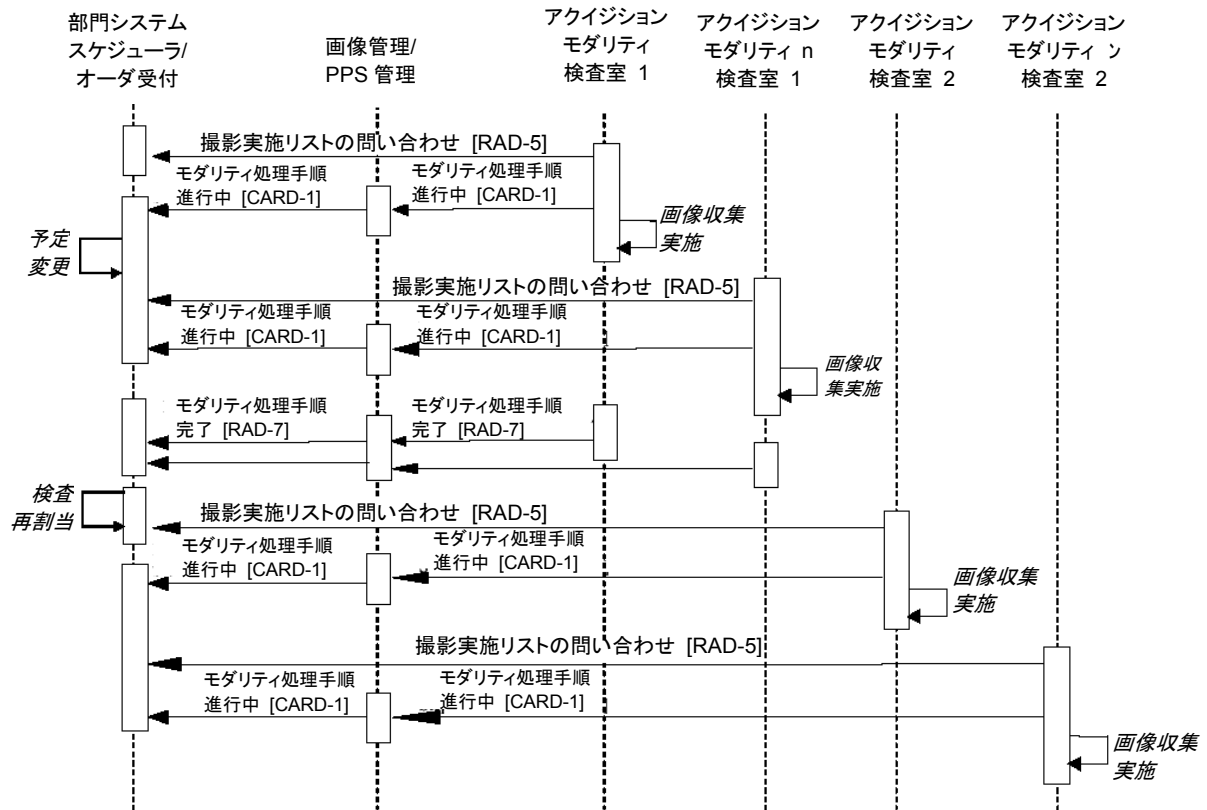 部門システム
スケジューラ/
オーダ受付
画像管理/
PPS 管理
アクイジション
モダリティ
検査室 1
アクイジション
モダリティ n
検査室 1
アクイジション
モダリティ
検査室 2
アクイジション
モダリティ
検査室 2
撮影実施リストの問い合わせ [RAD-5]
モダリティ処理手順
進行中 [CARD-1]
モダリティ処理手順
進行中 [CARD-1]
画像収集
実施
予定
変更
撮影実施リストの問い合わせ [RAD-5]
モダリティ処理手順
進行中 [CARD-1]
モダリティ処理手順
進行中 [CARD-1]
画像収
集実施
モダリティ処理手順
完了 [RAD-7]
モダリティ処理手順
完了 [RAD-7]
検査
再割当
撮影実施リストの問い合わせ [RAD-5]
モダリティ処理手順
進行中 [CARD-1]
モダリティ処理手順
進行中 [CARD-1]
画像収集
実施
撮影実施リストの問い合わせ [RAD-5]
モダリティ処理手順
進行中 [CARD-1]
モダリティ処理手順
進行中 [CARD-1]
画像収集
実施